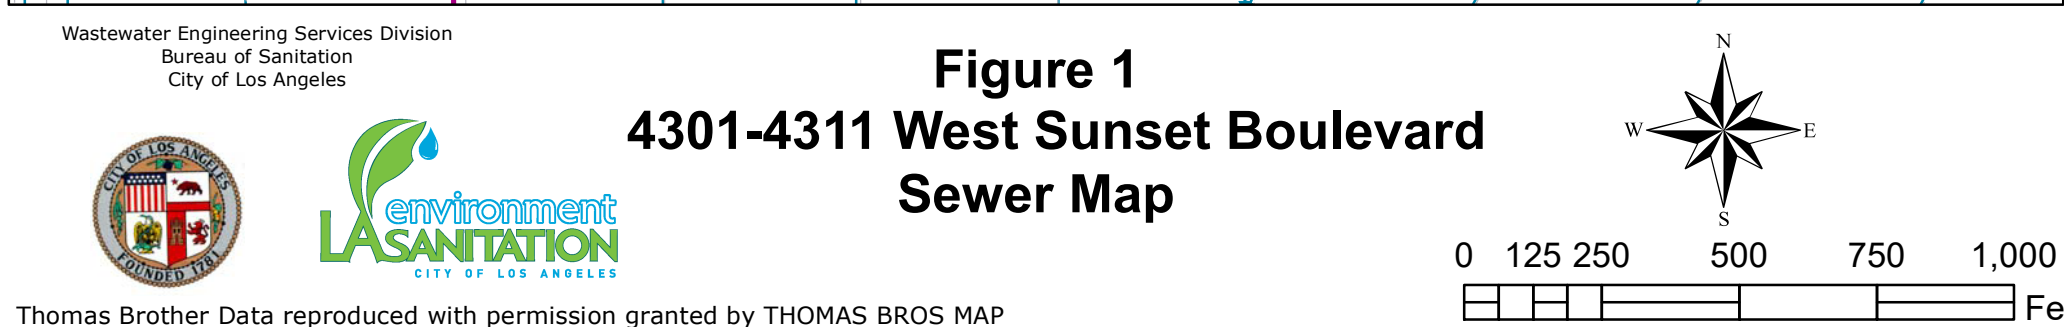 Wastewater Engineering Services Division
Bureau of Sanitation
City of Los Angeles
Figure 1
4301-4311 West Sunset Boulevard
Sewer Map
N
W
E
S
CITY OF LOS ANGELES
FOUNDED 1781
environment
LA SANITATION
CITY OF LOS ANGELES
0 125 250 500 750 1,000
Fe
Thomas Brother Data reproduced with permission granted by THOMAS BROS MAP